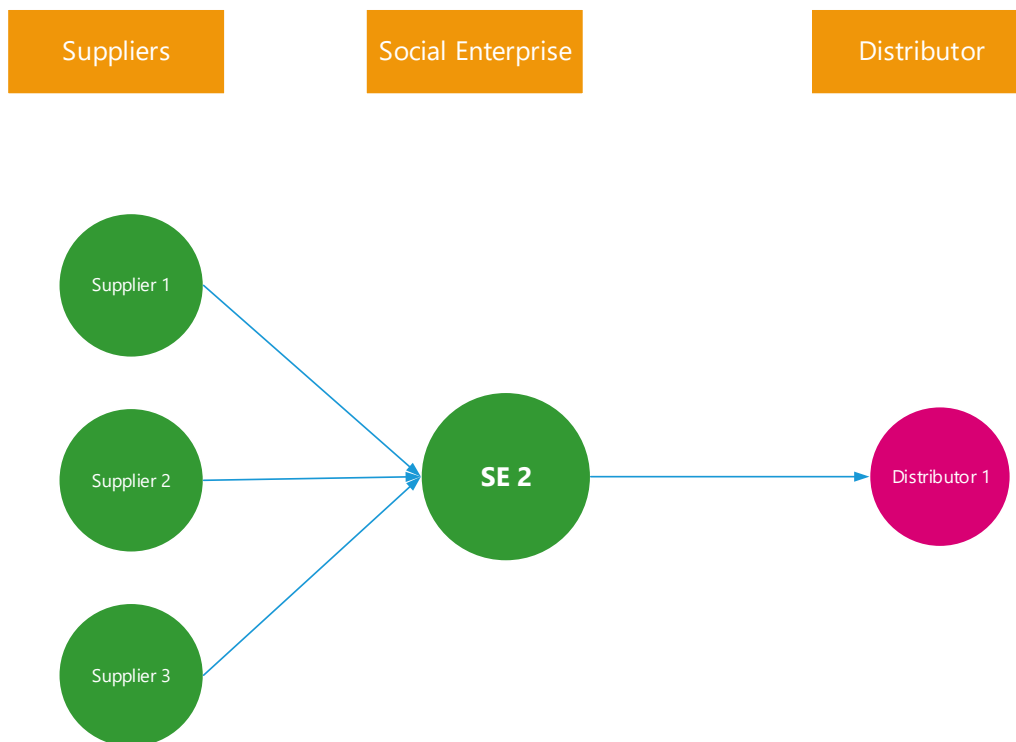 Suppliers
Social Enterprise
Distributor
Supplier 1
Supplier 2
SE 2
Distributor 1
Supplier 3